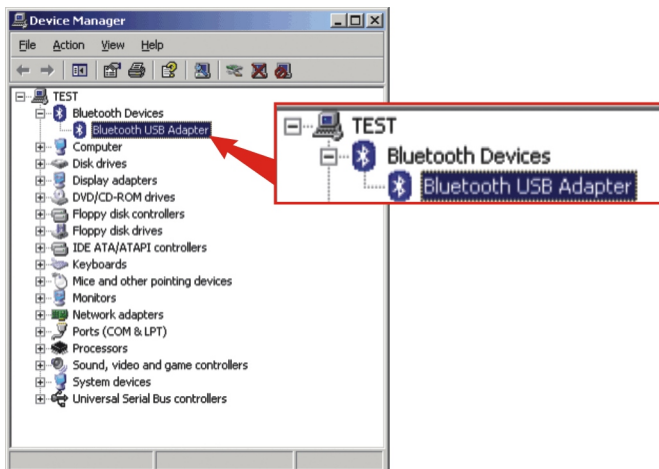 Device Manager
File Action View Help
TEST
Bluetooth Devices
Bluetooth USB Adapter
Computer
Disk drives
Display adapters
DVD/CD-ROM drives
Floppy disk controllers
Floppy disk drives
IDE ATA/ATAPI controllers
Keyboards
Mice and other pointing devices
Monitors
Network adapters
Ports (COM & LPT)
Processors
Sound, video and game controllers
System devices
Universal Serial Bus controllers
TEST
Bluetooth Devices
Bluetooth USB Adapter